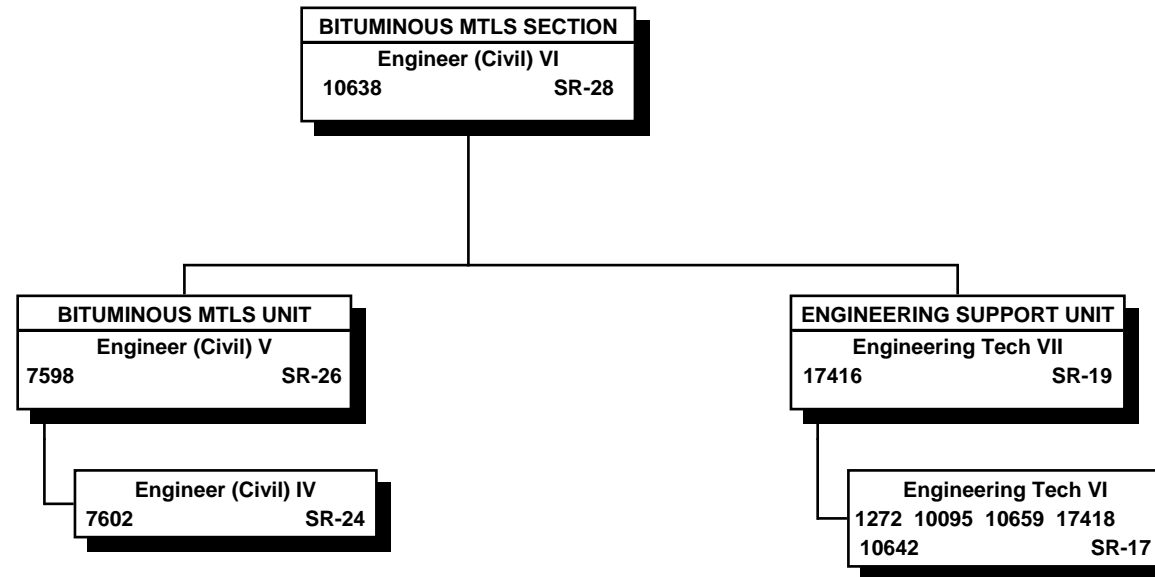 BITUMINOUS MTLS SECTION
Engineer (Civil) VI
10638 SR-28
BITUMINOUS MTLS UNIT
Engineer (Civil) V
7598 SR-26
Engineer (Civil) IV
7602 SR-24
ENGINEERING SUPPORT UNIT
Engineering Tech VII
17416 SR-19
Engineering Tech VI
1272 10095 10659 17418
10642 SR-17